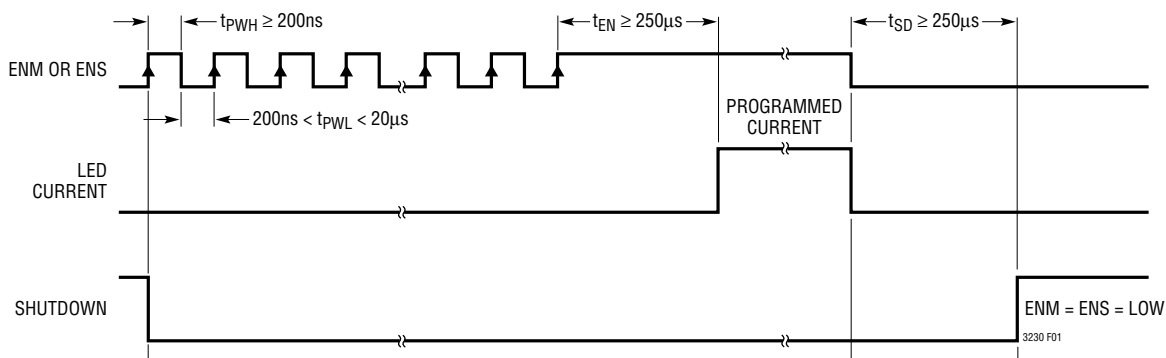 tPWH ≥ 200ns
tEN ≥ 250µs
tSD ≥ 250µs
ENM OR ENS
200ns < tPWL < 20µs
PROGRAMMED
CURRENT
LED
CURRENT
SHUTDOWN
ENM = ENS = LOW
3230 F01